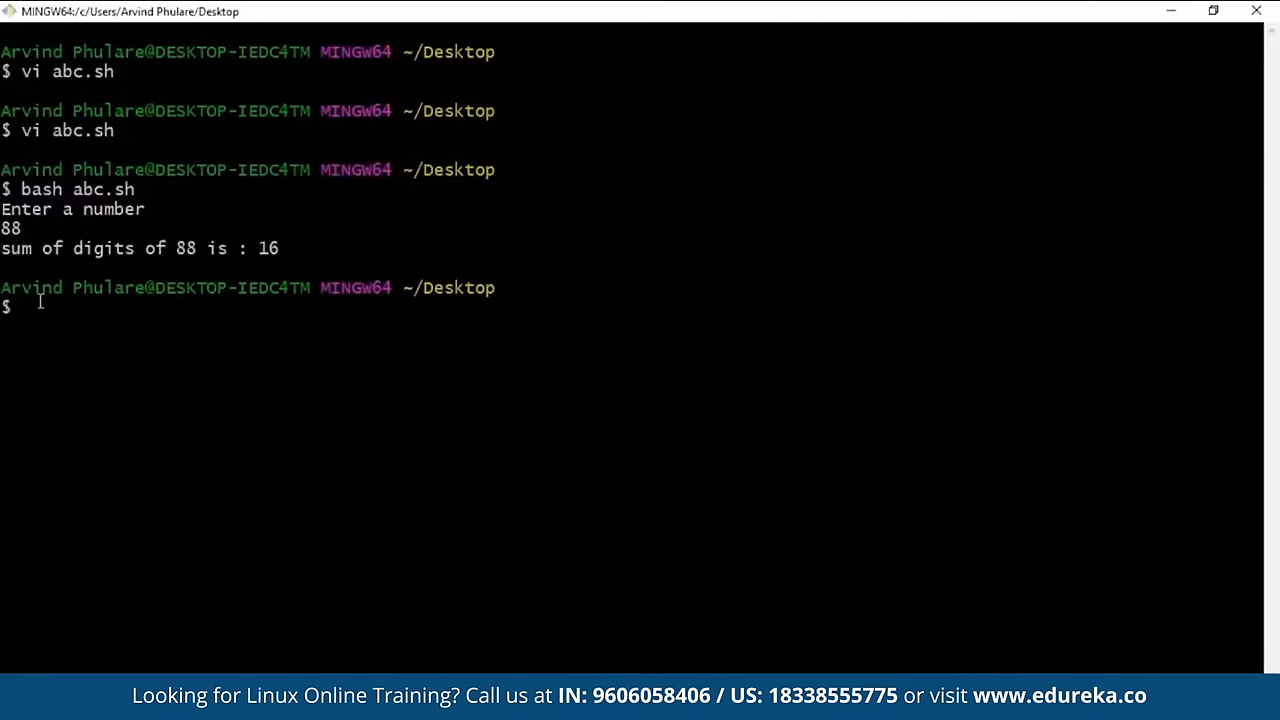 MINGW64:/c/Users/Arvind Phulare/Desktop
Arvind Phulare@DESKTOP-IEDC4TM MINGW64 ~/Desktop
$ vi abc.sh
Arvind Phulare@DESKTOP-IEDC4TM MINGW64 ~/Desktop
$ vi abc.sh
Arvind Phulare@DESKTOP-IEDC4TM MINGW64 ~/Desktop
$ bash abc.sh
Enter a number
88
sum of digits of 88 is : 16
Arvind Phulare@DESKTOP-IEDC4TM MINGW64 ~/Desktop
$
Looking for Linux Online Training? Call us at IN: 9606058406 / US: 18338555775 or visit www.edureka.co